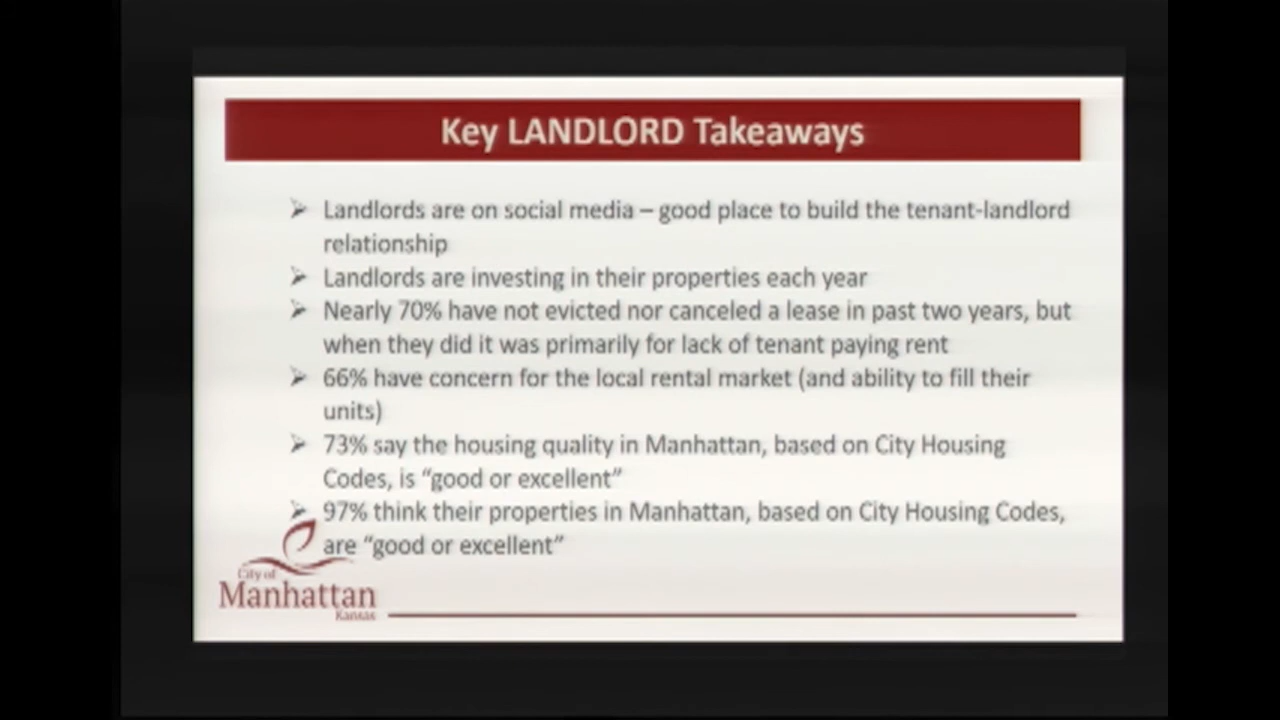 Key LANDLORD Takeaways
➢ Landlords are on social media – good place to build the tenant-landlord
relationship
➢ Landlords are investing in their properties each year
➢ Nearly 70% have not evicted nor canceled a lease in past two years, but
when they did it was primarily for lack of tenant paying rent
➢ 66% have concern for the local rental market (and ability to fill their
units)
➢ 73% say the housing quality in Manhattan, based on City Housing
Codes, is “good or excellent”
➢ 97% think their properties in Manhattan, based on City Housing Codes,
are “good or excellent”
City of
Manhattan
Kansas